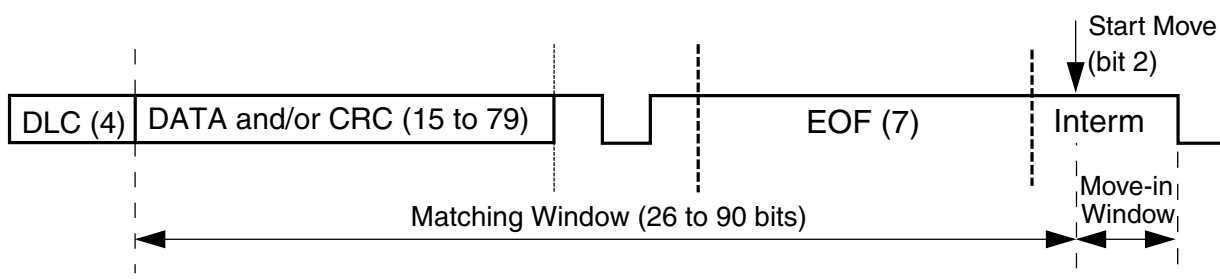 Start Move
(bit 2)
DLC (4)
DATA and/or CRC (15 to 79)
EOF (7)
Interm
Matching Window (26 to 90 bits)
Move-in
Window